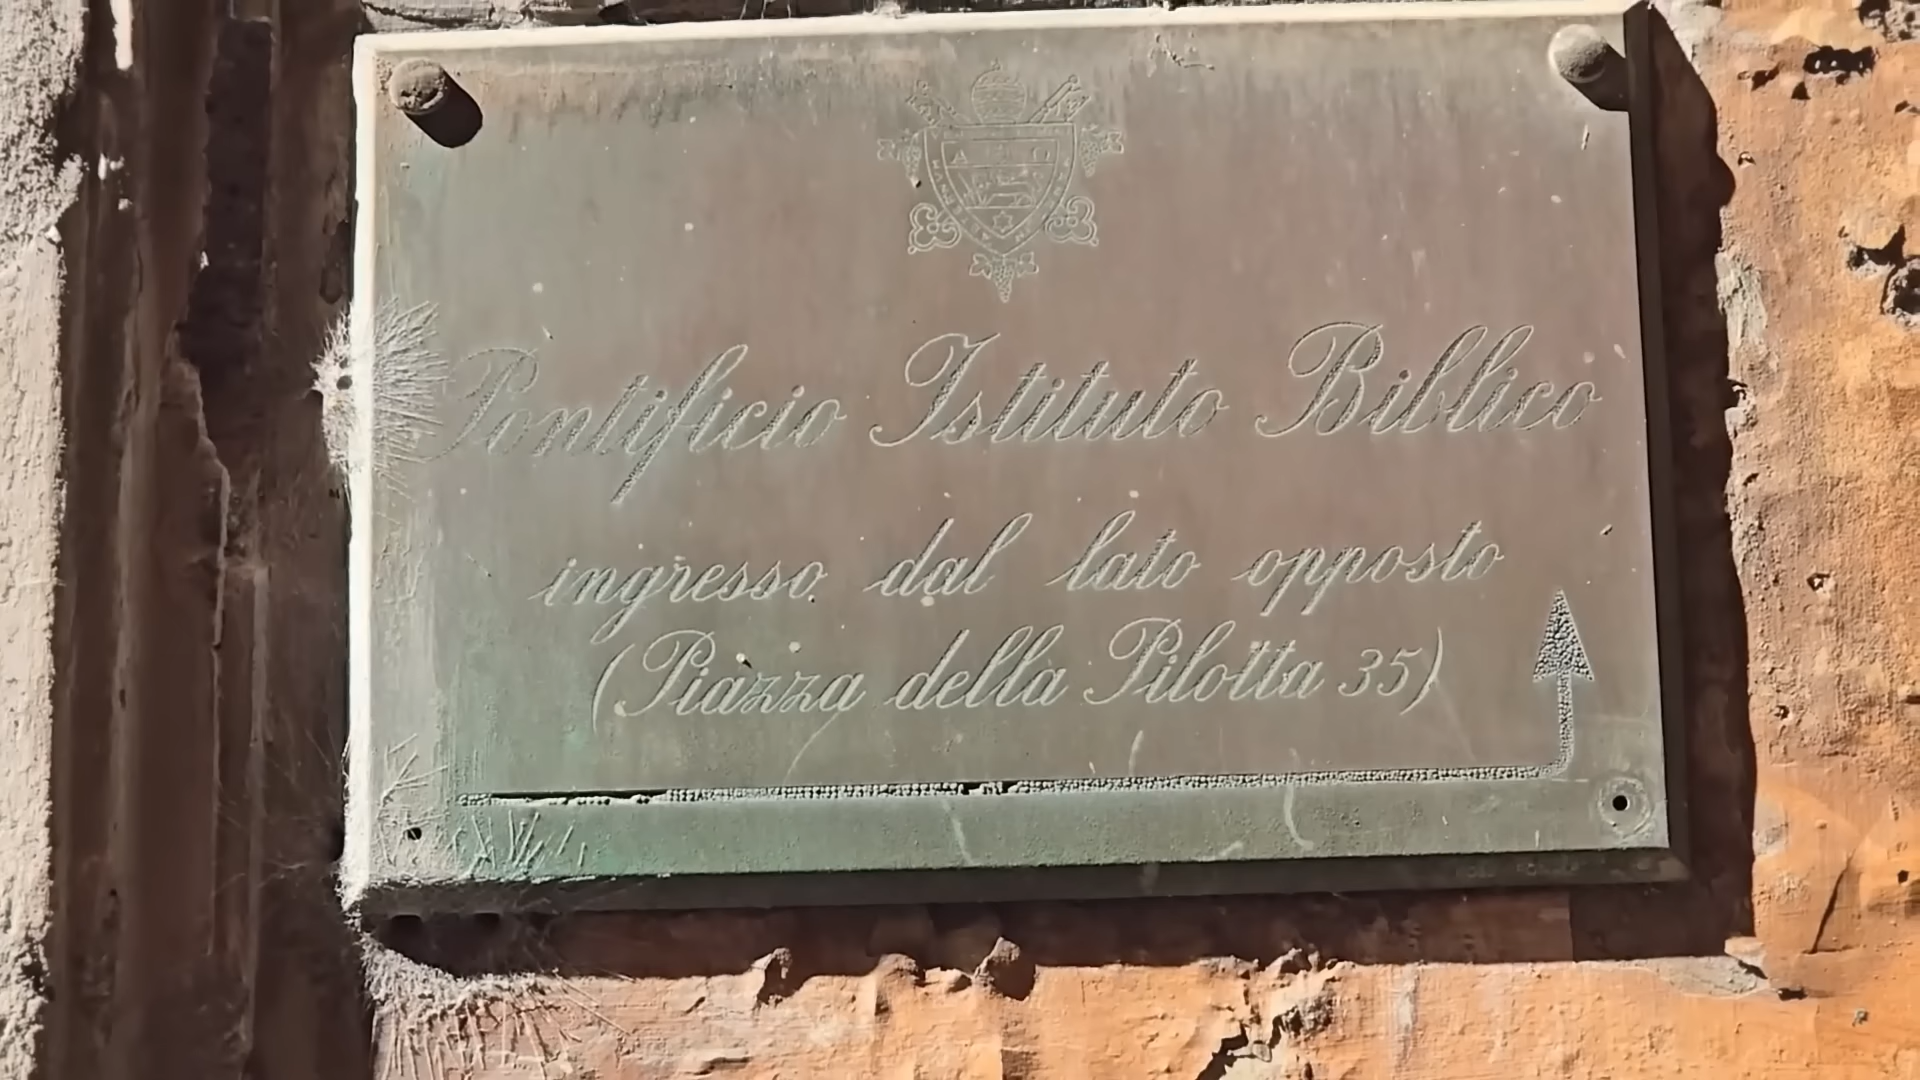 A Ω
Pontificio Istituto Biblico
ingresso dal lato opposto
(Piazza della Pilotta 35)